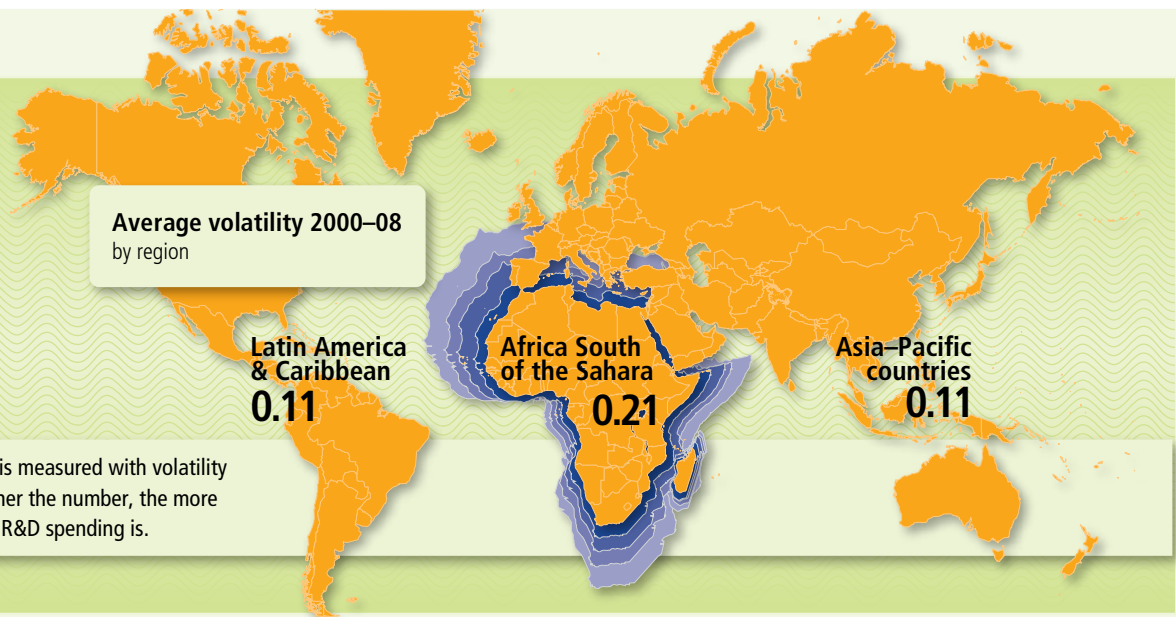 Average volatility 2000–08
by region
Latin America
& Caribbean
0.11
Africa South
of the Sahara
0.21
Asia–Pacific
countries
0.11
is measured with volatility
the number, the more
R&D spending is.